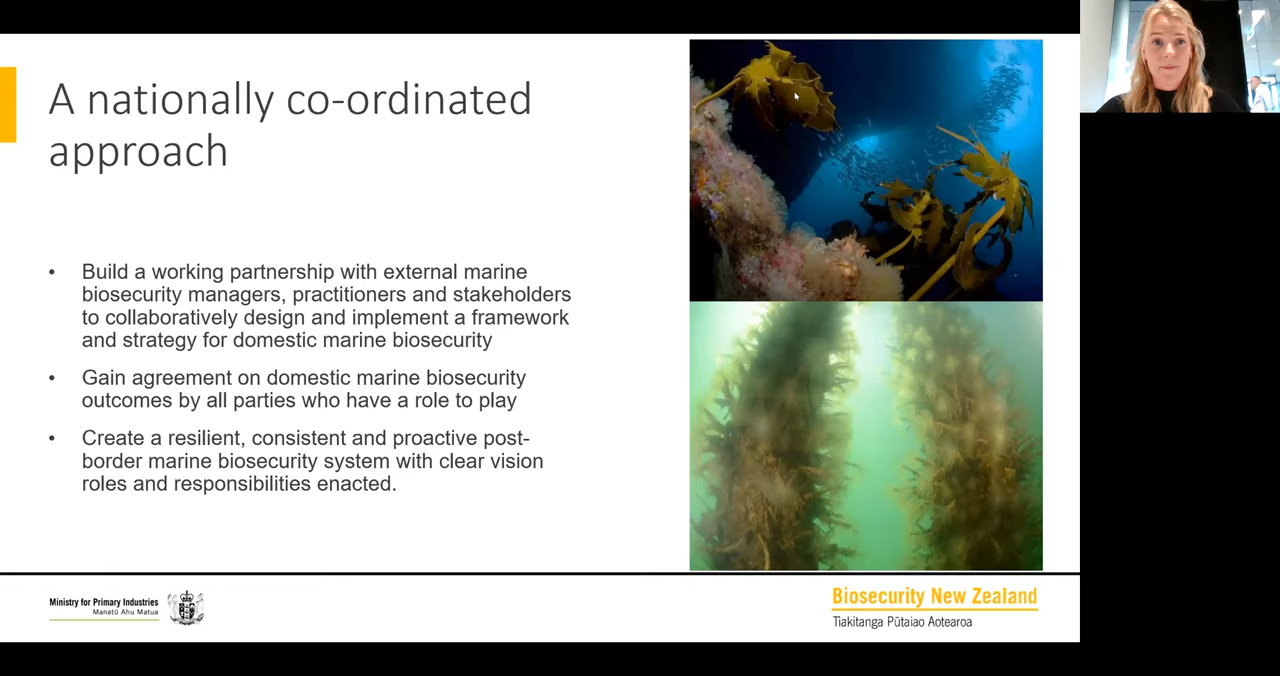 A nationally co-ordinated
approach
• Build a working partnership with external marine
biosecurity managers, practitioners and stakeholders
to collaboratively design and implement a framework
and strategy for domestic marine biosecurity
• Gain agreement on domestic marine biosecurity
outcomes by all parties who have a role to play
• Create a resilient, consistent and proactive post-
border marine biosecurity system with clear vision
roles and responsibilities enacted.
Ministry for Primary Industries
Manatū Ahu Matua
Biosecurity New Zealand
Tiakitanga Pūtaiao Aotearoa